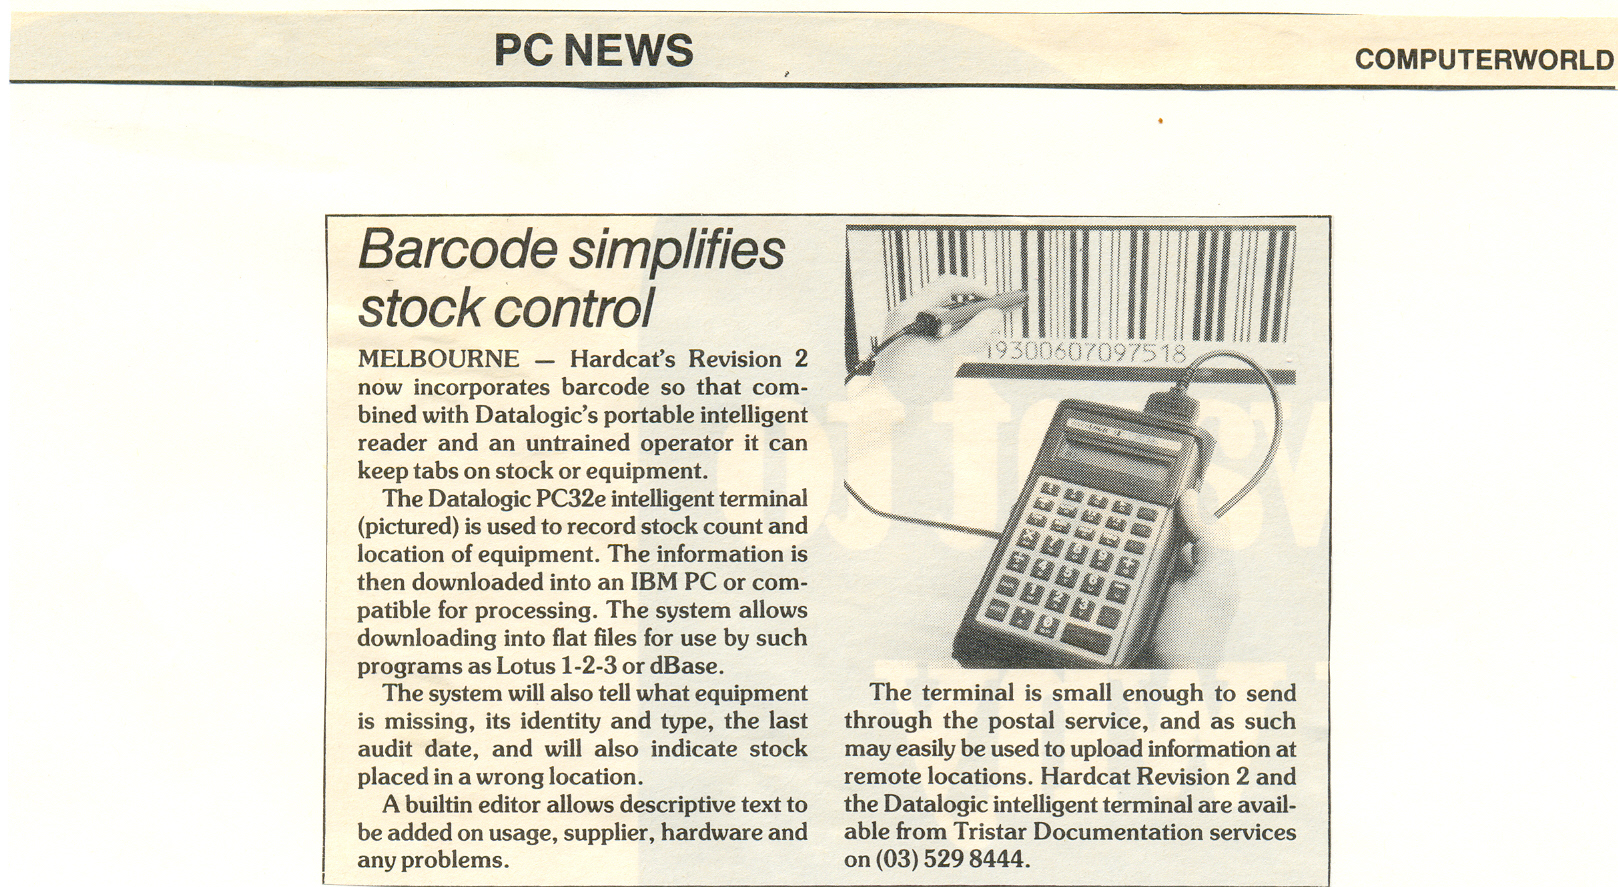 PC NEWS
COMPUTERWORLD
Barcode simplifies
stock control
MELBOURNE — Hardcat's Revision 2
now incorporates barcode so that com-
bined with Datalogic's portable intelligent
reader and an untrained operator it can
keep tabs on stock or equipment.
The Datalogic PC32e intelligent terminal
(pictured) is used to record stock count and
location of equipment. The information is
then downloaded into an IBM PC or com-
patible for processing. The system allows
downloading into flat files for use by such
programs as Lotus 1-2-3 or dBase.
The system will also tell what equipment
is missing, its identity and type, the last
audit date, and will also indicate stock
placed in a wrong location.
A builtin editor allows descriptive text to
be added on usage, supplier, hardware and
any problems.
19300607097518
The terminal is small enough to send
through the postal service, and as such
may easily be used to upload information at
remote locations. Hardcat Revision 2 and
the Datalogic intelligent terminal are avail-
able from Tristar Documentation services
on (03) 529 8444.